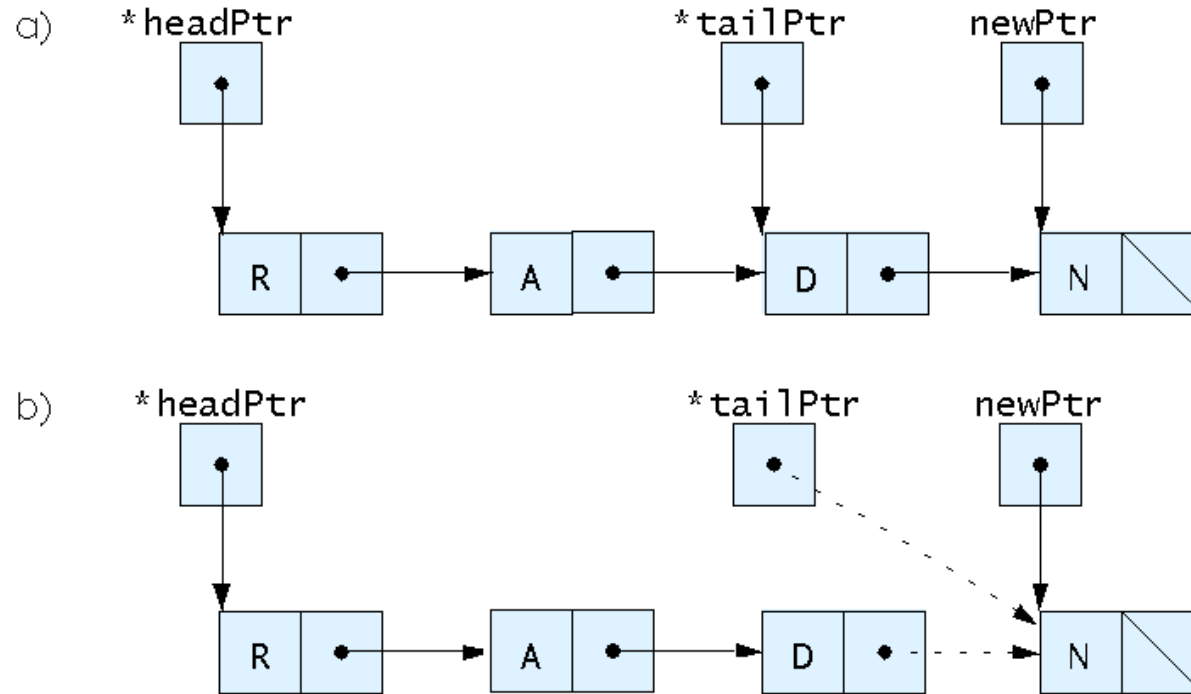 a) *headPtr *tailPtr newPtr
R A D N
b) *headPtr *tailPtr newPtr
R A D N